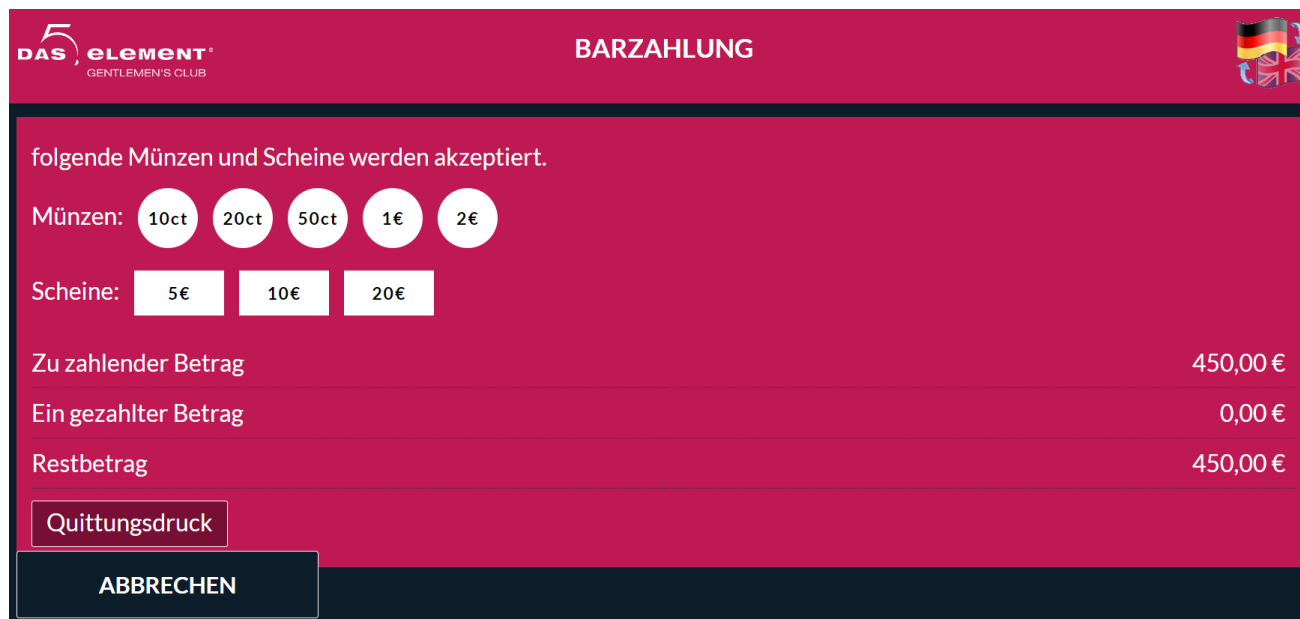 5
DAS element®
GENTLEMEN'S CLUB
BARZAHLUNG
folgende Münzen und Scheine werden akzeptiert.
Münzen: 10ct 20ct 50ct 1€ 2€
Scheine: 5€ 10€ 20€
Zu zahlender Betrag 450,00 €
Ein gezahlter Betrag 0,00 €
Restbetrag 450,00 €
Quittungsdruck
ABBRECHEN